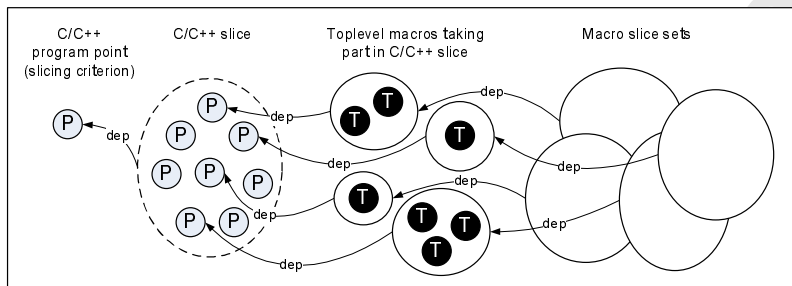 C/C++
program point
(slicing criterion)
C/C++ slice
Toplevel macros taking
part in C/C++ slice
Macro slice sets
P
dep
P
P
P
P
P
P
P
P
dep
dep
dep
dep
T
T
T
T
T
T
T
dep
dep
dep
dep